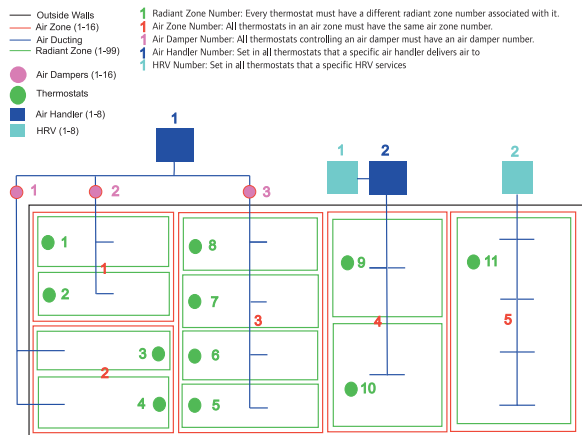 Outside Walls
Air Zone (1-16)
Air Ducting
Radiant Zone (1-99)
Air Dampers (1-16)
Thermostats
Air Handler (1-8)
HRV (1-8)
1 Radiant Zone Number: Every thermostat must have a different radiant zone number associated with it.
1 Air Zone Number: All thermostats in an air zone must have the same air zone number.
1 Air Damper Number: All thermostats controlling an air damper must have an air damper number.
1 Air Handler Number: Set in all thermostats that a specific air handler delivers air to
1 HRV Number: Set in all thermostats that a specific HRV services
1
1 2 2
1 2 3
1 8 9 11
1
2 7
3 4 5
3 6
2
4 5 10